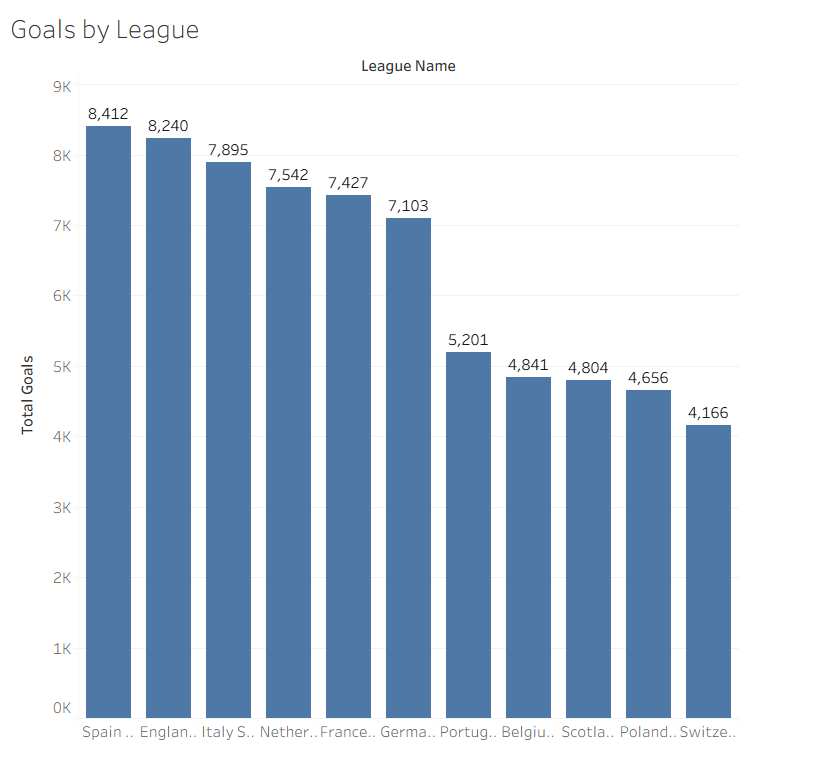 Goals by League
League Name
Total Goals
9K
8K
7K
6K
5K
4K
3K
2K
1K
0K
8,412
8,240
7,895
7,542
7,427
7,103
5,201
4,841
4,804
4,656
4,166
Spain .. Englan.. Italy S.. Nether.. France.. Germa.. Portug.. Belgiu.. Scotla.. Poland.. Switze..